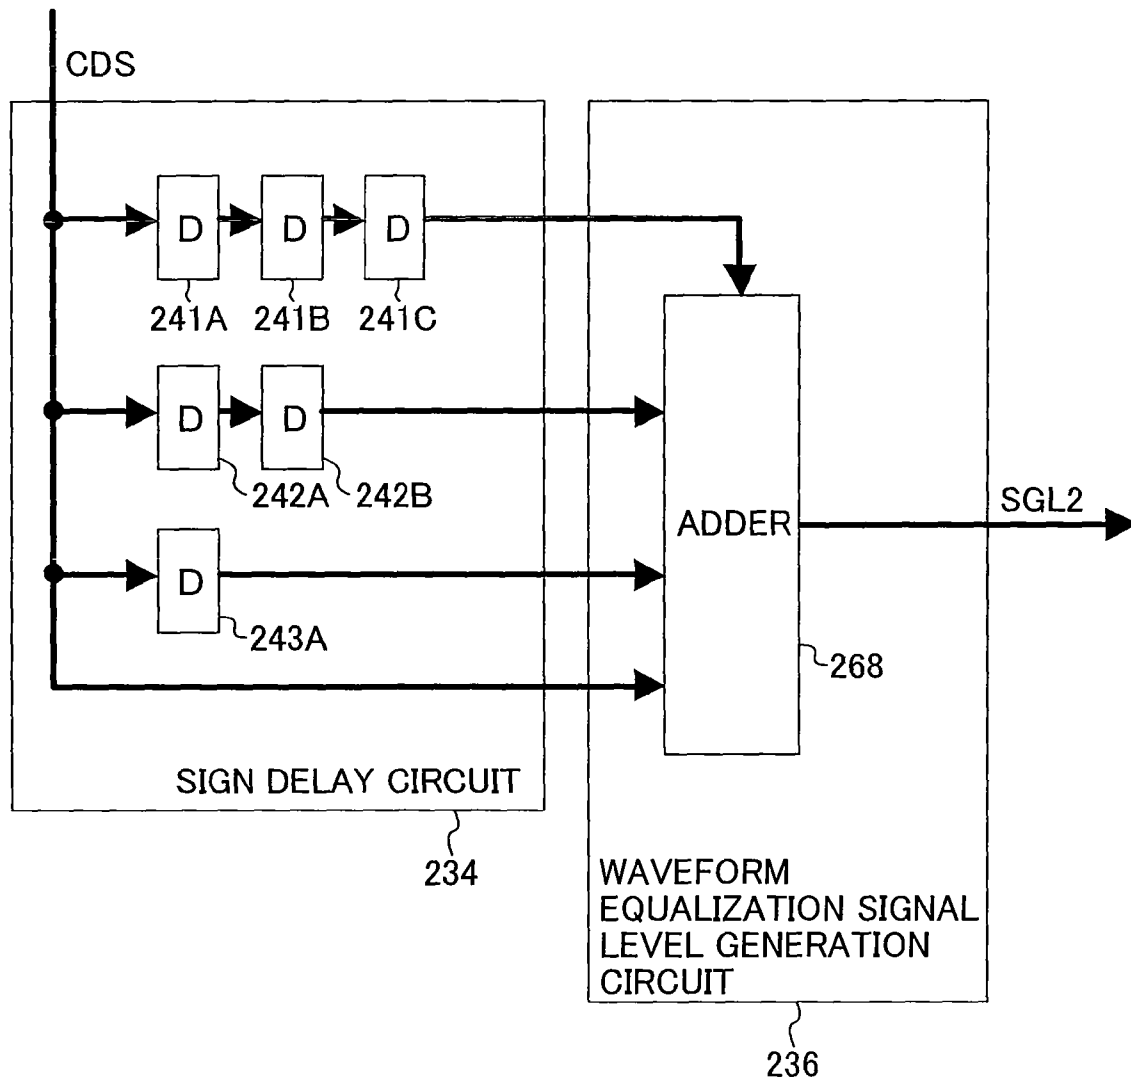 CDS
D
D
D
241A
241B
241C
D
D
242A
242B
SGL2
ADDER
D
243A
268
SIGN DELAY CIRCUIT
234
WAVEFORM
EQUALIZATION SIGNAL
LEVEL GENERATION
CIRCUIT
236